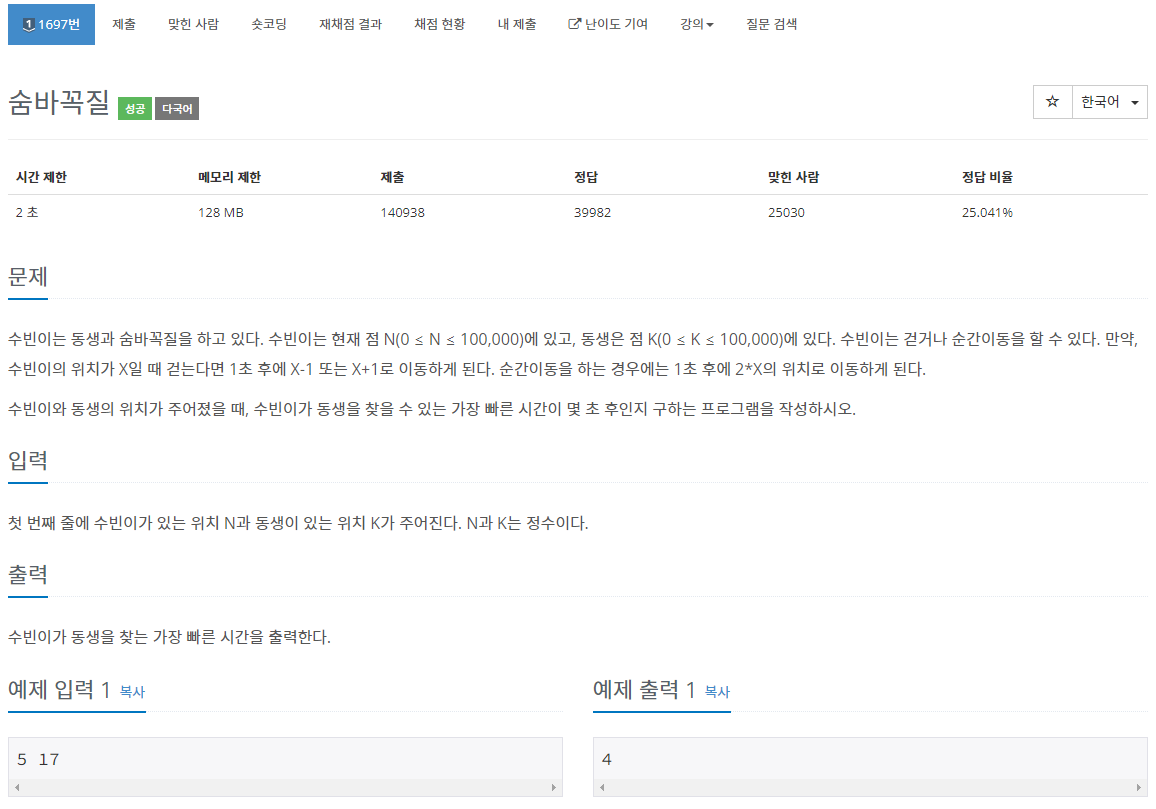 1 1697번 제출 맞힌 사람 숏코딩 재채점 결과 채점 현황 내 제출 난이도 기여 강의 질문 검색
숨바꼭질 성공 다국어 ☆ 한국어
시간 제한 메모리 제한 제출 정답 맞힌 사람 정답 비율
2 초 128 MB 140938 39982 25030 25.041%
문제
수빈이는 동생과 숨바꼭질을 하고 있다. 수빈이는 현재 점 N(0 ≤ N ≤ 100,000)에 있고, 동생은 점 K(0 ≤ K ≤ 100,000)에 있다. 수빈이는 걷거나 순간이동을 할 수 있다. 만약,
수빈이의 위치가 X일 때 걷는다면 1초 후에 X-1 또는 X+1로 이동하게 된다. 순간이동을 하는 경우에는 1초 후에 2*X의 위치로 이동하게 된다.
수빈이와 동생의 위치가 주어졌을 때, 수빈이가 동생을 찾을 수 있는 가장 빠른 시간이 몇 초 후인지 구하는 프로그램을 작성하시오.
입력
첫 번째 줄에 수빈이가 있는 위치 N과 동생이 있는 위치 K가 주어진다. N과 K는 정수이다.
출력
수빈이가 동생을 찾는 가장 빠른 시간을 출력한다.
예제 입력 1 복사 예제 출력 1 복사
5 17 4